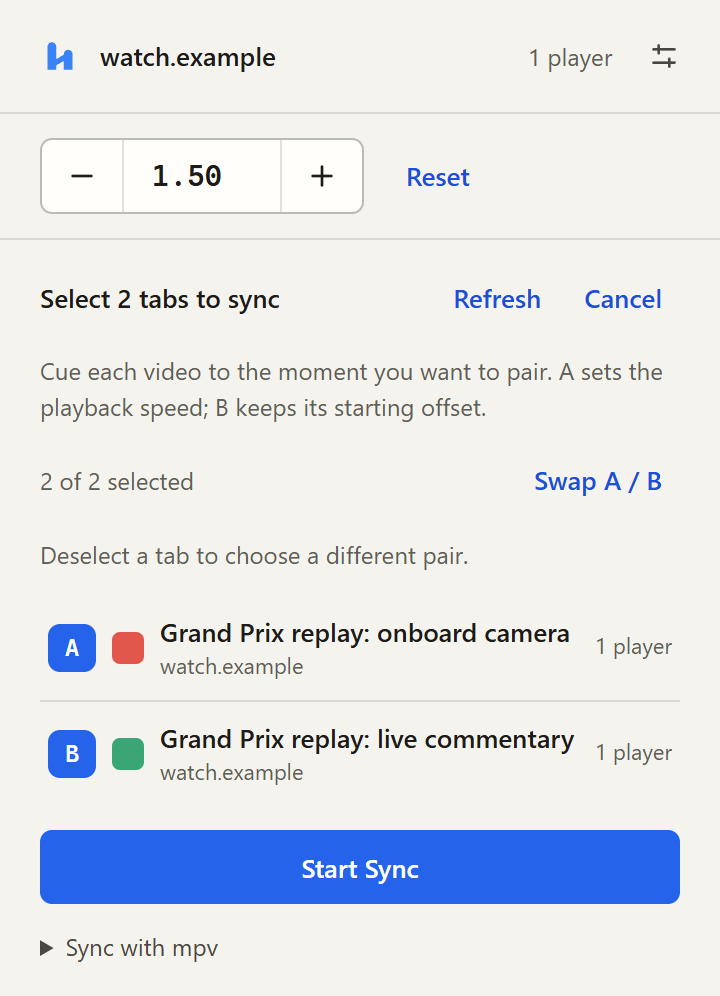 watch.example
1 player
− 1.50 + Reset
Select 2 tabs to sync
Refresh
Cancel
Cue each video to the moment you want to pair. A sets the
playback speed; B keeps its starting offset.
2 of 2 selected
Swap A / B
Deselect a tab to choose a different pair.
A
Grand Prix replay: onboard camera
watch.example
1 player
B
Grand Prix replay: live commentary
watch.example
1 player
Start Sync
Sync with mpv